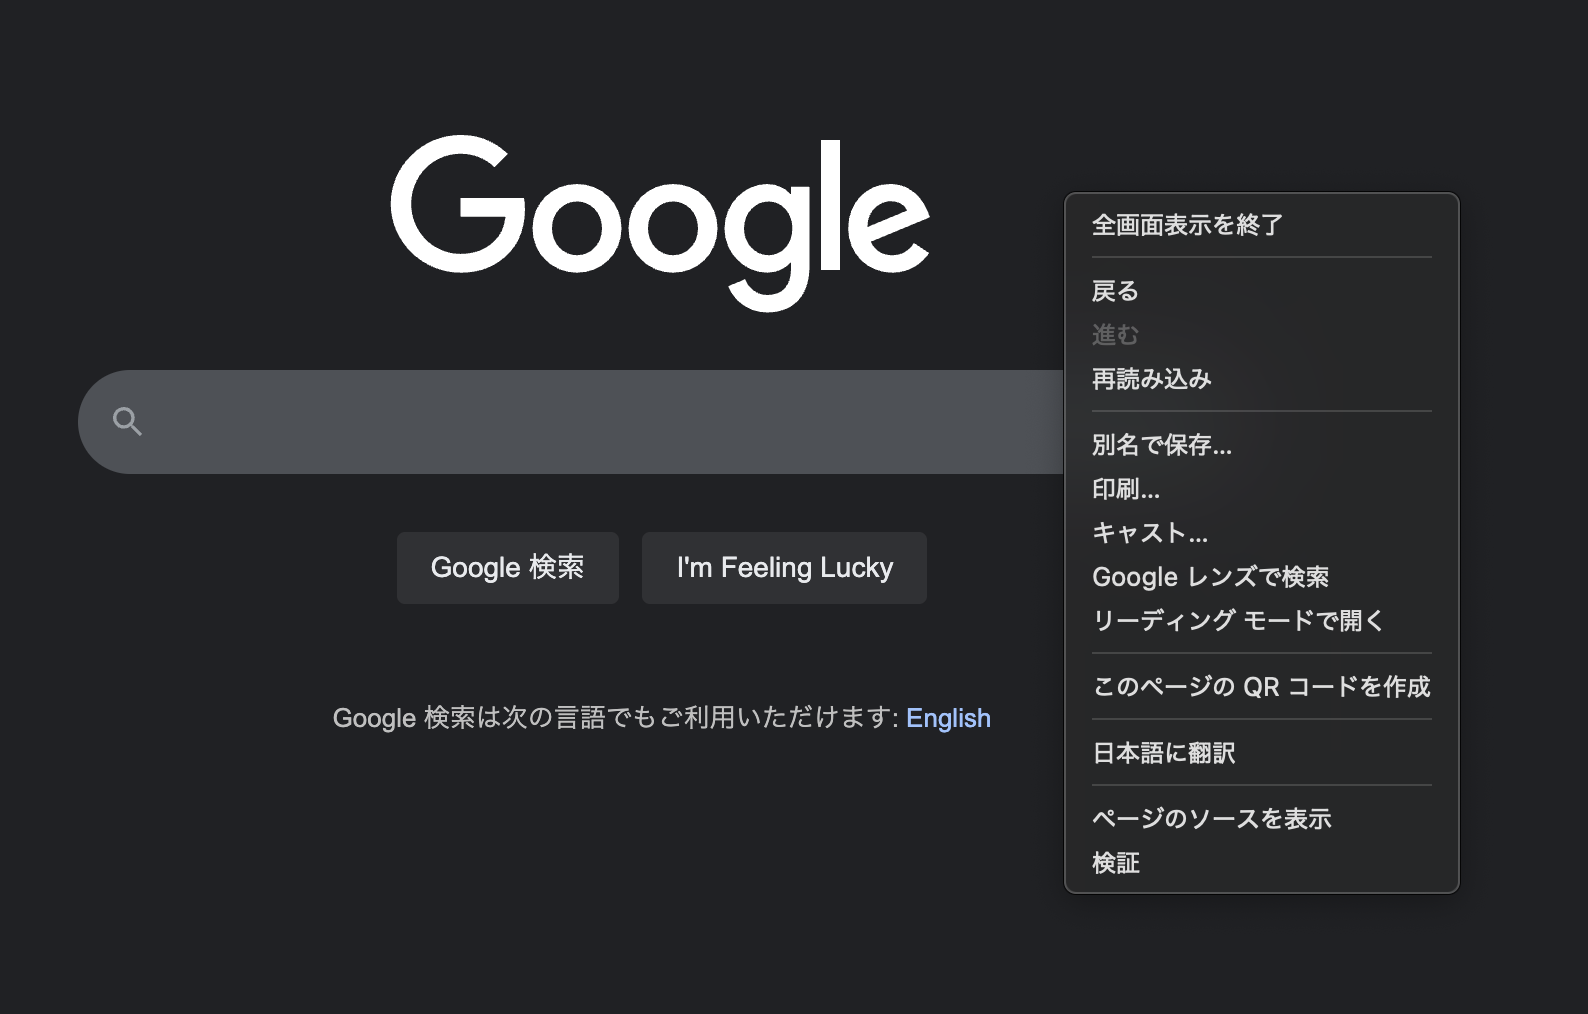 Google
Google 検索
I'm Feeling Lucky
Google 検索は次の言語でもご利用いただけます: English
全画面表示を終了
戻る
進む
再読み込み
別名で保存...
印刷...
キャスト...
Google レンズで検索
リーディング モードで開く
このページの QR コードを作成
日本語に翻訳
ページのソースを表示
検証